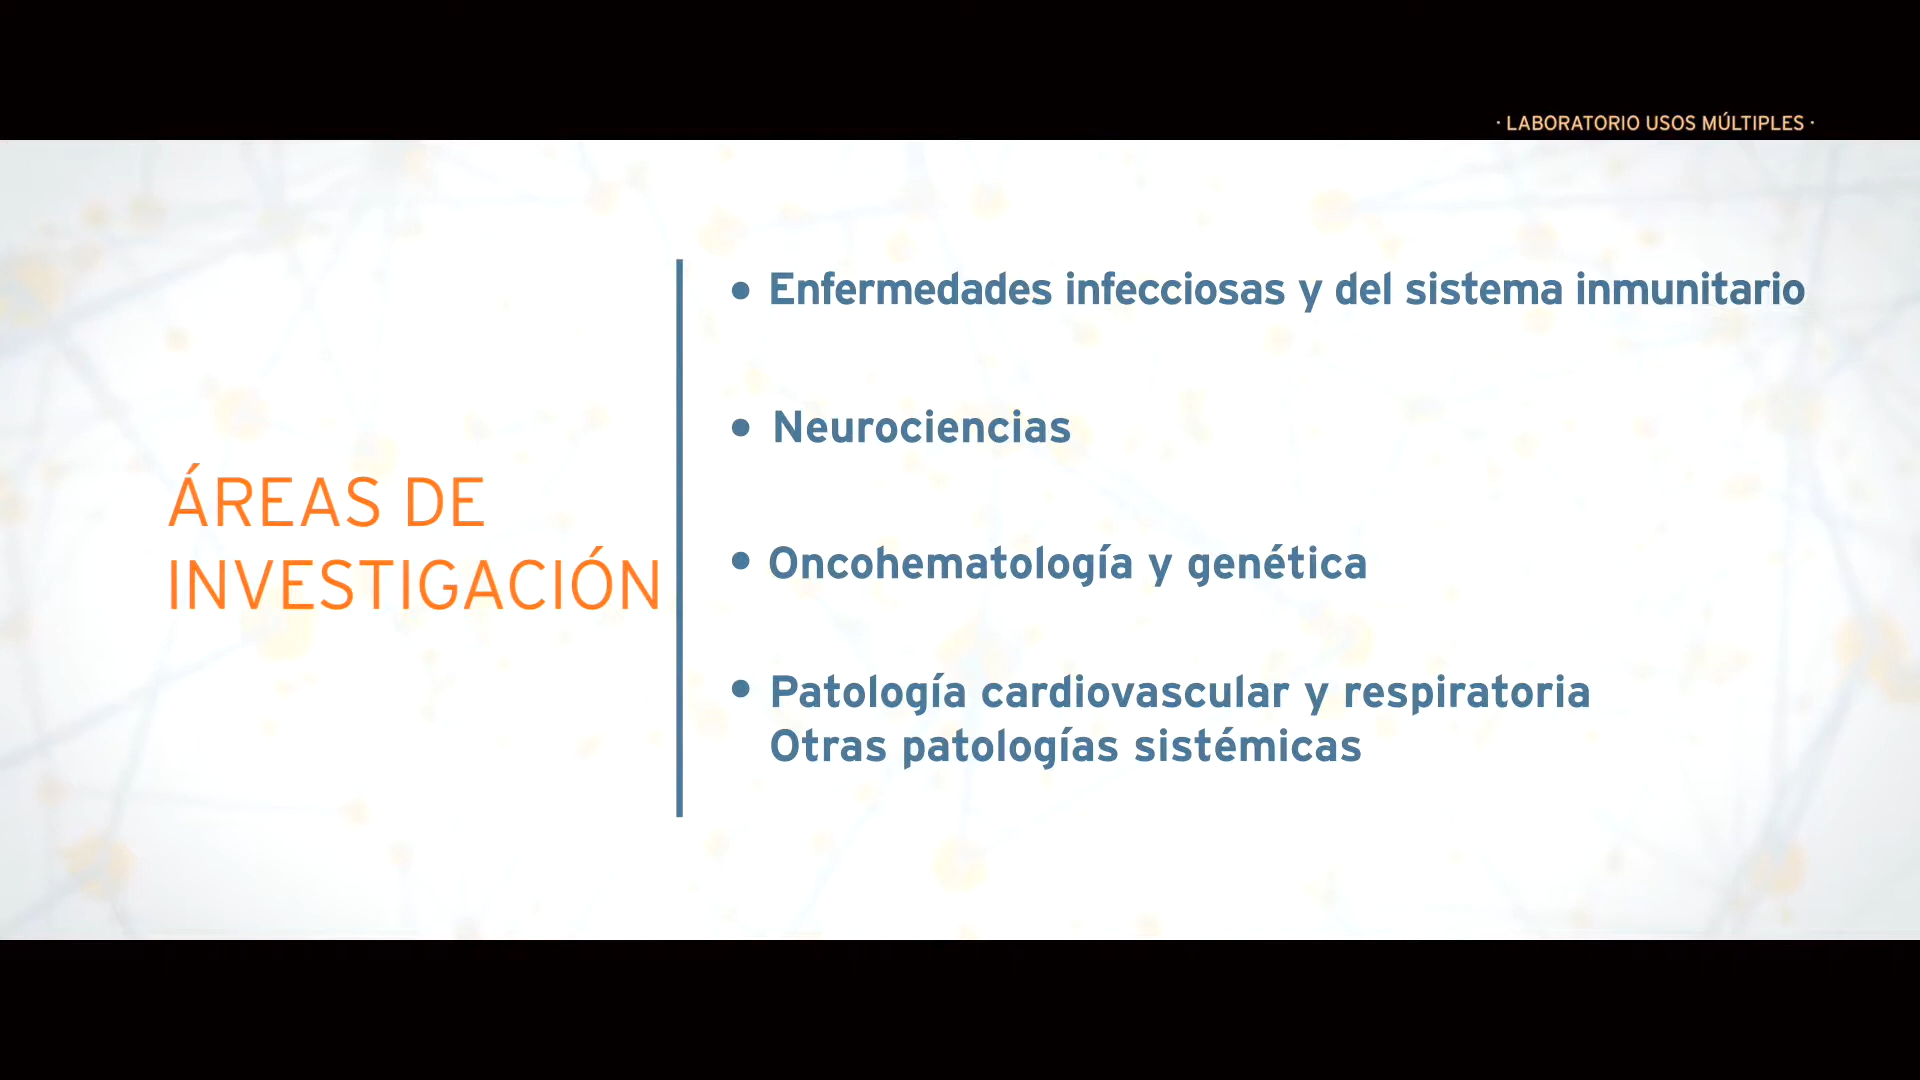 · LABORATORIO USOS MÚLTIPLES ·
ÁREAS DE
INVESTIGACIÓN
• Enfermedades infecciosas y del sistema inmunitario
• Neurociencias
• Oncohematología y genética
• Patología cardiovascular y respiratoria
Otras patologías sistémicas